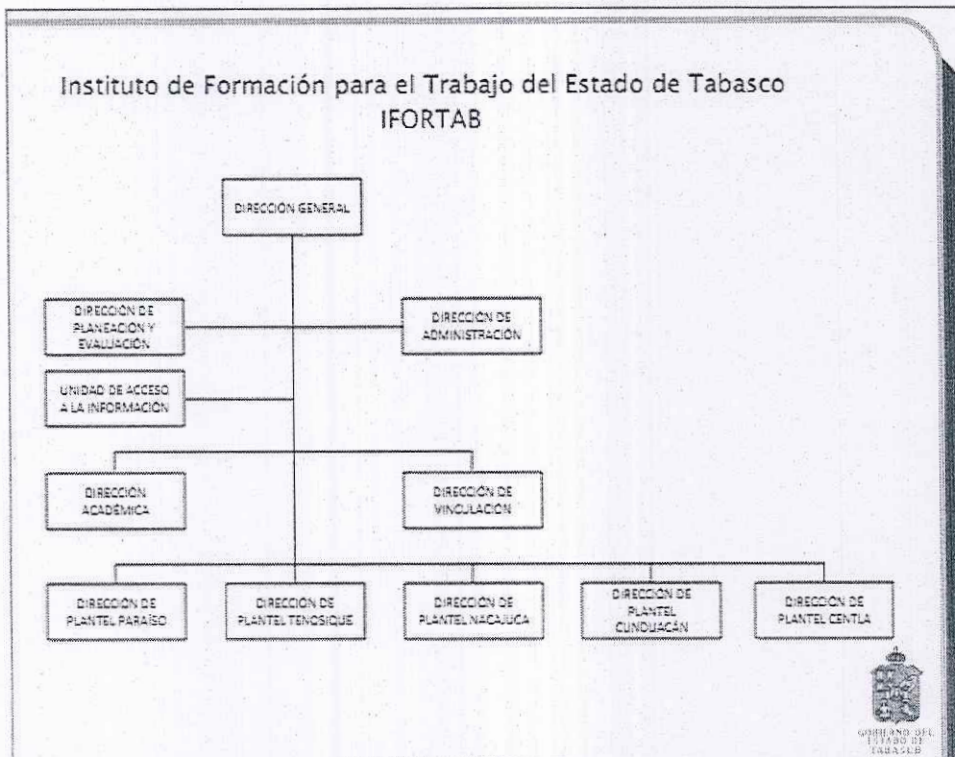 Instituto de Formación para el Trabajo del Estado de Tabasco
IFORTAB
DIRECCIÓN GENERAL
DIRECCIÓN DE
PLANEACIÓN Y
EVALUACIÓN
DIRECCIÓN DE
ADMINISTRACIÓN
UNIDAD DE ACCESO
A LA INFORMACIÓN
DIRECCIÓN
ACADÉMICA
DIRECCIÓN DE
VINCULACIÓN
DIRECCIÓN DE
PLANTEL PARAÍSO
DIRECCIÓN DE
PLANTEL TENOSIQUE
DIRECCIÓN DE
PLANTEL NACAJUCA
DIRECCIÓN DE
PLANTEL
CUNDUACÁN
DIRECCIÓN DE
PLANTEL CENTLA
GOBIERNO DEL
ESTADO DE
TABASCO